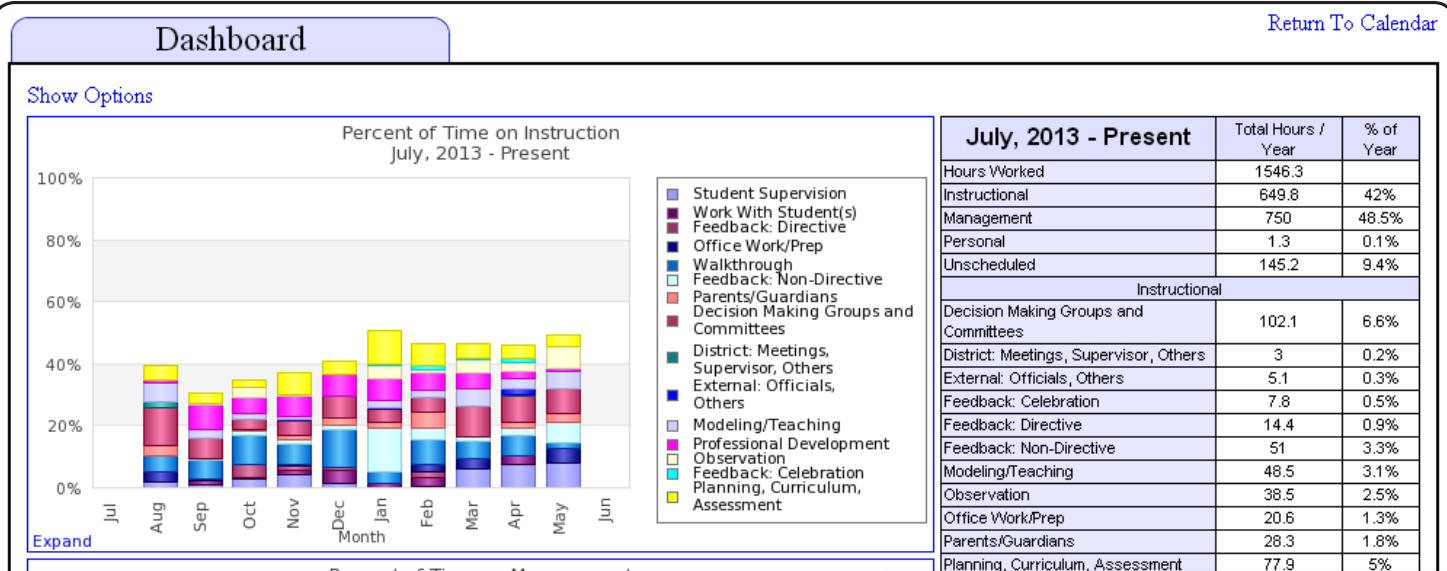 Dashboard
Return To Calendar
Show Options
Percent of Time on Instruction
July, 2013 - Present
100%
80%
60%
40%
20%
0%
Jul
Aug
Sep
Oct
Nov
Dec
Jan
Feb
Mar
Apr
May
Jun
Month
Expand
Student Supervision
Work With Student(s)
Feedback: Directive
Office Work/Prep
Walkthrough
Feedback: Non-Directive
Parents/Guardians
Decision Making Groups and
Committees
District: Meetings,
Supervisor, Others
External: Officials,
Others
Modeling/Teaching
Professional Development
Observation
Feedback: Celebration
Planning, Curriculum,
Assessment
July, 2013 - Present Total Hours / Year % of Year
Hours Worked 1546.3
Instructional 649.8 42%
Management 750 48.5%
Personal 1.3 0.1%
Unscheduled 145.2 9.4%
Instructional
Decision Making Groups and
Committees 102.1 6.6%
District: Meetings, Supervisor, Others 3 0.2%
External: Officials, Others 5.1 0.3%
Feedback: Celebration 7.8 0.5%
Feedback: Directive 14.4 0.9%
Feedback: Non-Directive 51 3.3%
Modeling/Teaching 48.5 3.1%
Observation 38.5 2.5%
Office Work/Prep 20.6 1.3%
Parents/Guardians 28.3 1.8%
Planning, Curriculum, Assessment 77.9 5%